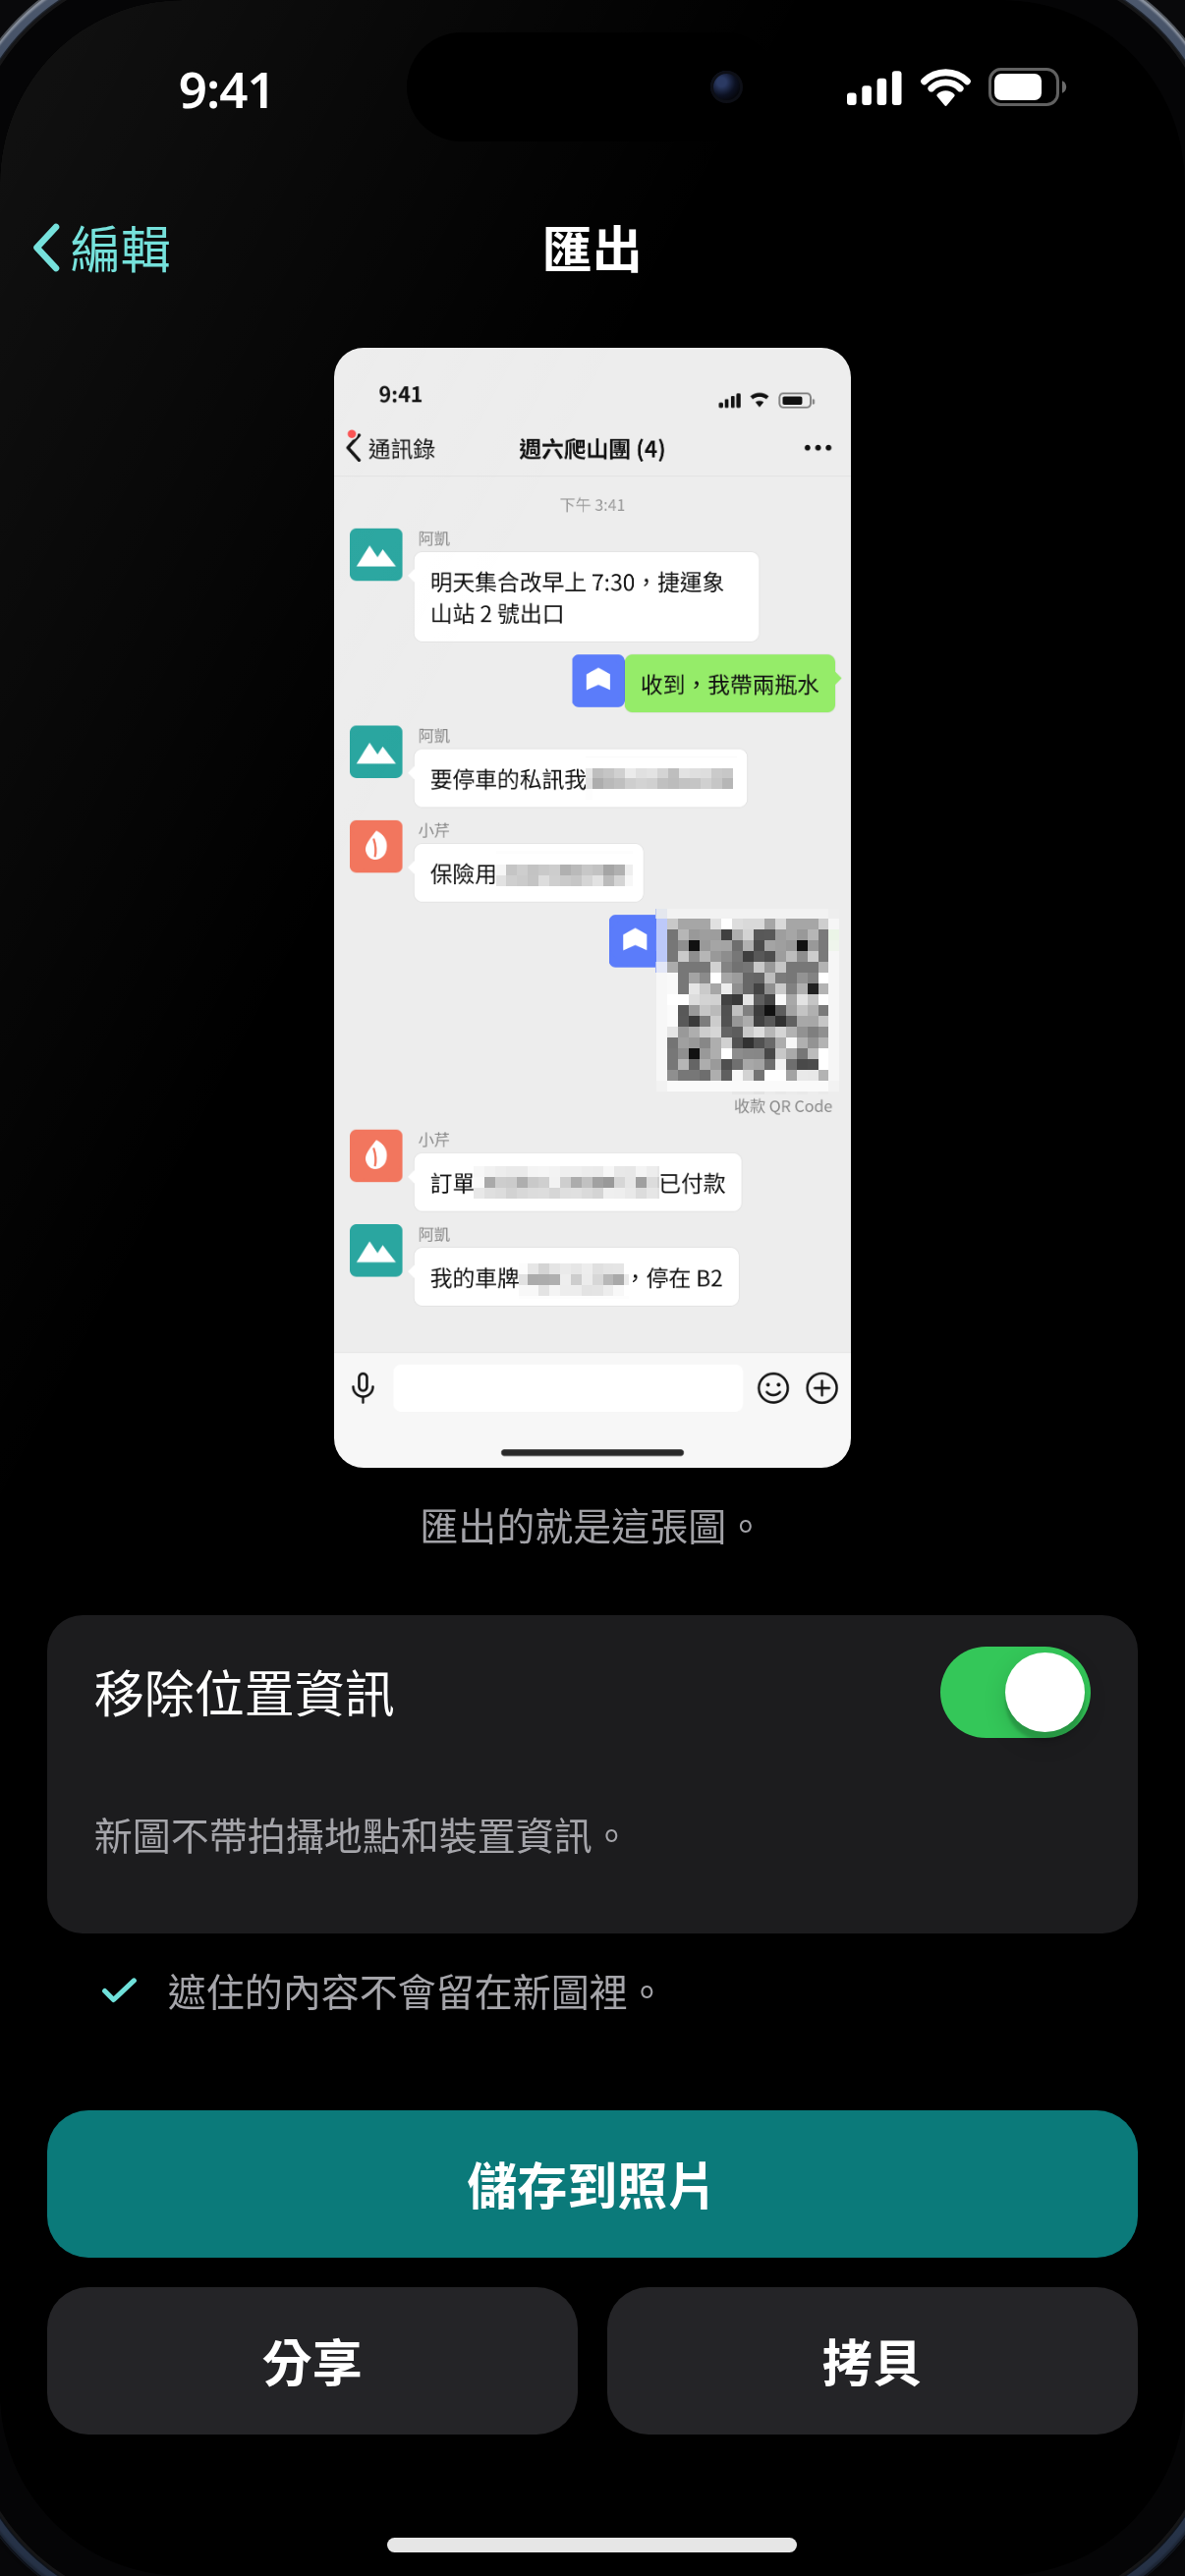 9:41
編輯
匯出
9:41
通訊錄
週六爬山團 (4)
下午 3:41
阿凱
明天集合改早上 7:30，捷運象
山站 2 號出口
收到，我帶兩瓶水
阿凱
要停車的私訊我
小芹
保險用
收款 QR Code
小芹
訂單 已付款
阿凱
我的車牌 ，停在 B2
匯出的就是這張圖。
移除位置資訊
新圖不帶拍攝地點和裝置資訊。
遮住的內容不會留在新圖裡。
儲存到照片
分享
拷貝